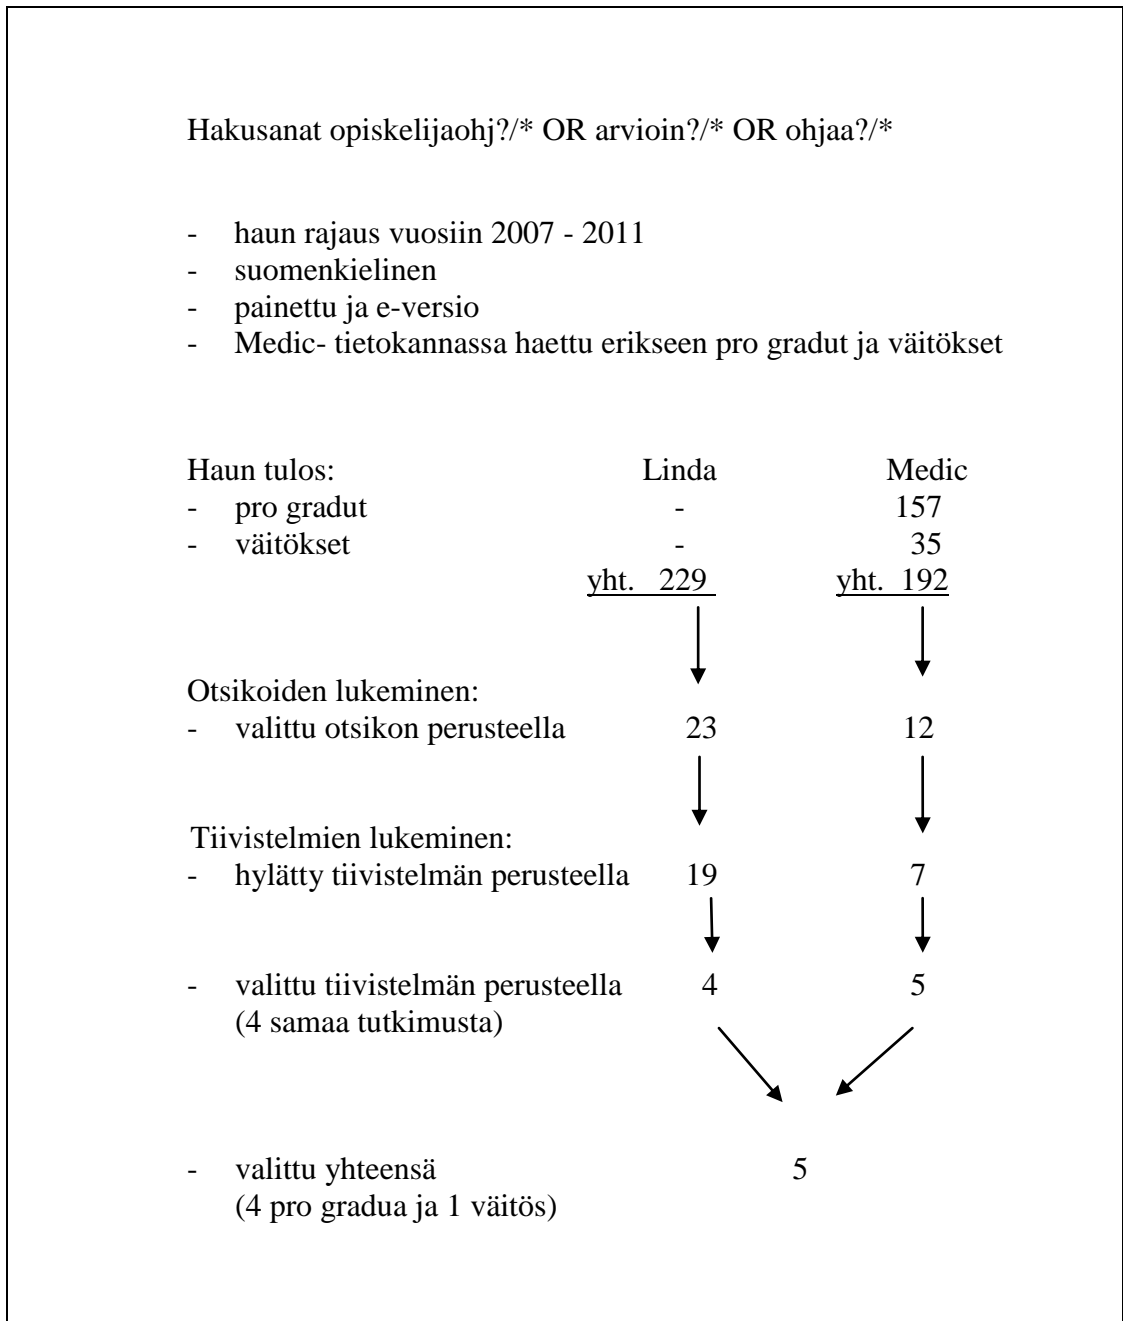 Hakusanat opiskelijaohj?/* OR arvioin?/* OR ohjaa?/*
- haun rajaus vuosiin 2007 - 2011
- suomenkielinen
- painettu ja e-versio
- Medic- tietokannassa haettu erikseen pro gradut ja väitökset
Haun tulos: Linda Medic
- pro gradut - 157
- väitökset - 35
yht. 229 yht. 192
Otsikoiden lukeminen:
- valittu otsikon perusteella 23 12
Tiivistelmien lukeminen:
- hylätty tiivistelmän perusteella 19 7
- valittu tiivistelmän perusteella 4 5
(4 samaa tutkimusta)
- valittu yhteensä 5
(4 pro gradua ja 1 väitös)